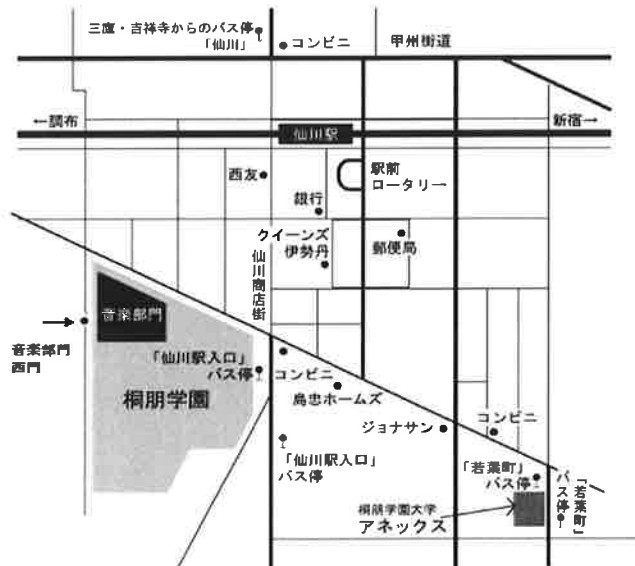 三鷹・吉祥寺からのバス停
「仙川」
コンビニ
甲州街道
←調布
仙川駅
新宿→
西友
駅前
ロータリー
銀行
クイーンズ
伊勢丹
郵便局
仙川商店街
音楽部門
音楽部門
西門
「仙川駅入口」
バス停
コンビニ
桐朋学園
島忠ホームズ
ジョナサン
コンビニ
「仙川駅入口」
バス停
「若葉町」
バス停
「若葉町」
バス停
桐朋学園大学
アネックス